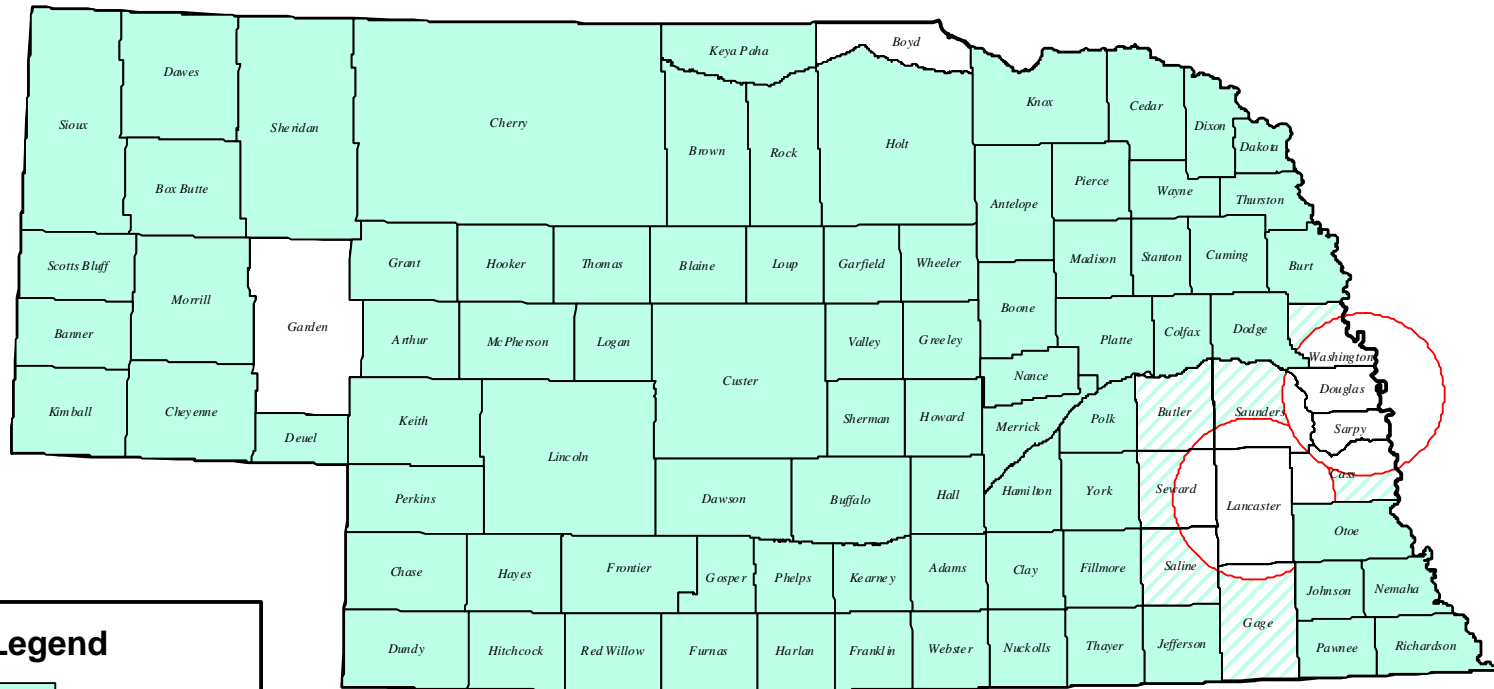 Boyd
Keya Paha
Dawes
Knox
Cedar
Sioux
Sheridan
Cherry
Dixon
Holt
Brown
Rock
Dakota
Pierce
Box Butte
Wayne
Antelope
Thurston
Scotts Bluff
Grant
Hooker
Thomas
Blaine
Loup
Garfield
Wheeler
Madison
Stanton
Cuming
Burt
Morrill
Boone
Garden
Banner
Arthur
McPherson
Logan
Valley
Greeley
Platte
Colfax
Dodge
Washington
Nance
Custer
Douglas
Kimball
Cheyenne
Keith
Sherman
Howard
Butler
Saunders
Polk
Merrick
Sarpy
Deuel
Lincoln
Cass
Perkins
Dawson
Buffalo
Hall
Hamilton
York
Seward
Lancaster
Otoe
Chase
Hayes
Frontier
Gosper
Phelps
Kearney
Adams
Clay
Fillmore
Saline
Johnson
Nemaha
Gage
Dundy
Hitchcock
Red Willow
Furnas
Harlan
Franklin
Webster
Nuckolls
Thayer
Jefferson
Pawnee
Richardson
Legend